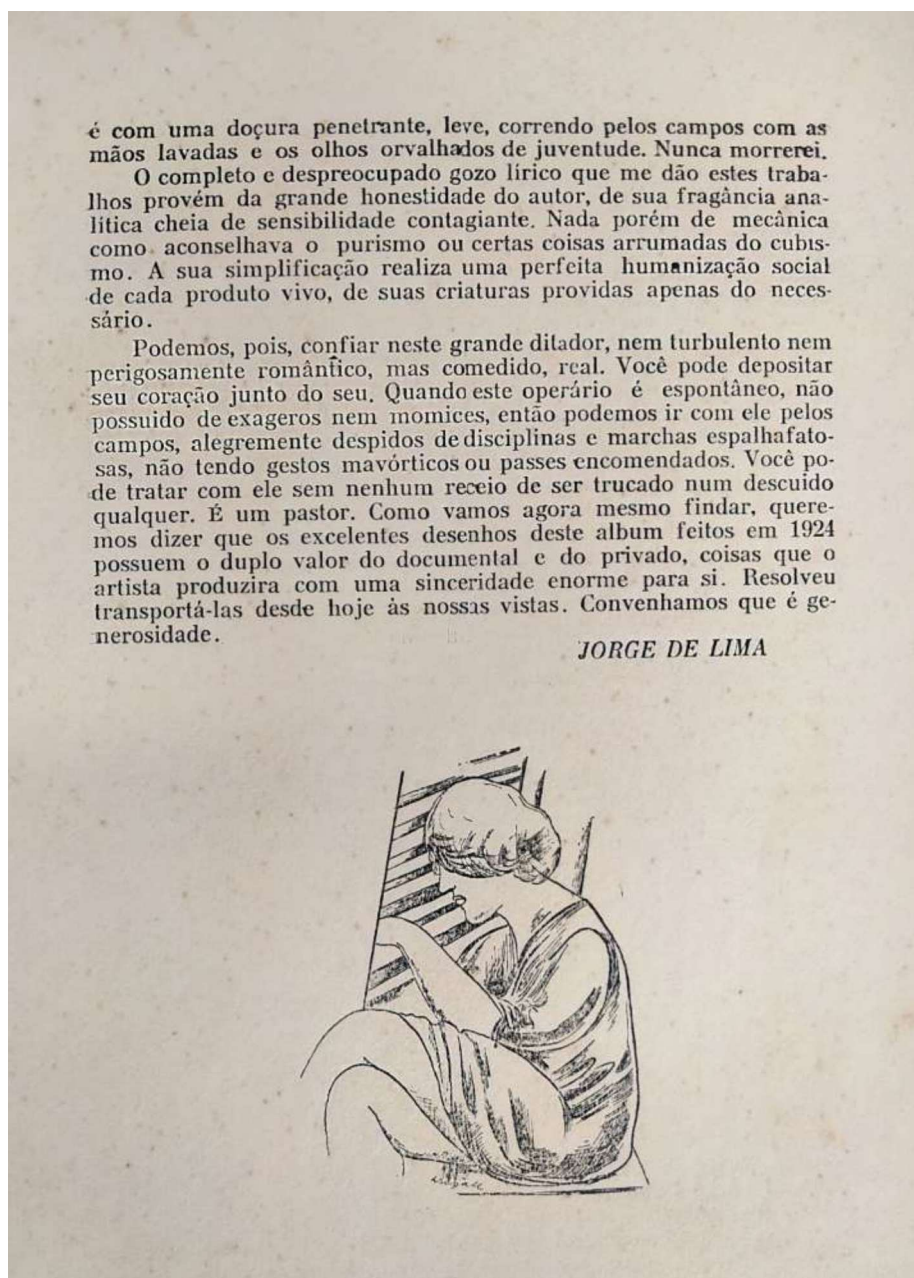 é com uma doçura penetrante, leve, correndo pelos campos com as
mãos lavadas e os olhos orvalhados de juventude. Nunca morrerei.
O completo e despreocupado gozo lírico que me dão estes traba-
lhos provém da grande honestidade do autor, de sua fragância ana-
lítica cheia de sensibilidade contagiante. Nada porém de mecânica
como aconselhava o purismo ou certas coisas arrumadas do cubis-
mo. A sua simplificação realiza uma perfeita humanização social
de cada produto vivo, de suas criaturas providas apenas do neces-
sário.
Podemos, pois, confiar neste grande ditador, nem turbulento nem
perigosamente romântico, mas comedido, real. Você pode depositar
seu coração junto do seu. Quando este operário é espontâneo, não
possuido de exageros nem momices, então podemos ir com ele pelos
campos, alegremente despidos de disciplinas e marchas espalhafato-
sas, não tendo gestos mavórticos ou passes encomendados. Você po-
de tratar com ele sem nenhum receio de ser trucado num descuido
qualquer. É um pastor. Como vamos agora mesmo findar, quere-
mos dizer que os excelentes desenhos deste album feitos em 1924
possuem o duplo valor do documental e do privado, coisas que o
artista produzira com uma sinceridade enorme para si. Resolveu
transportá-las desde hoje às nossas vistas. Convenhamos que é ge-
nerosidade.
JORGE DE LIMA